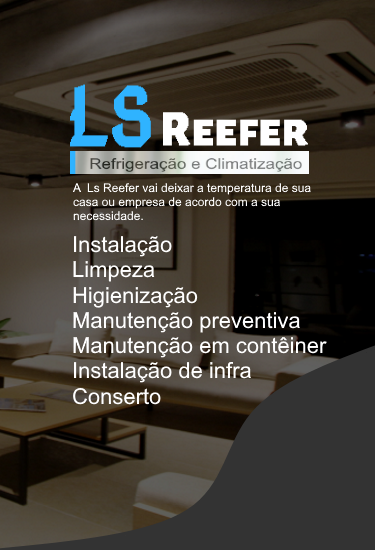 LS REEFER
Refrigeração e Climatização
A Ls Reefer vai deixar a temperatura de sua
casa ou empresa de acordo com a sua
necessidade.
Instalação
Limpeza
Higienização
Manutenção preventiva
Manutenção em contêiner
Instalação de infra
Conserto